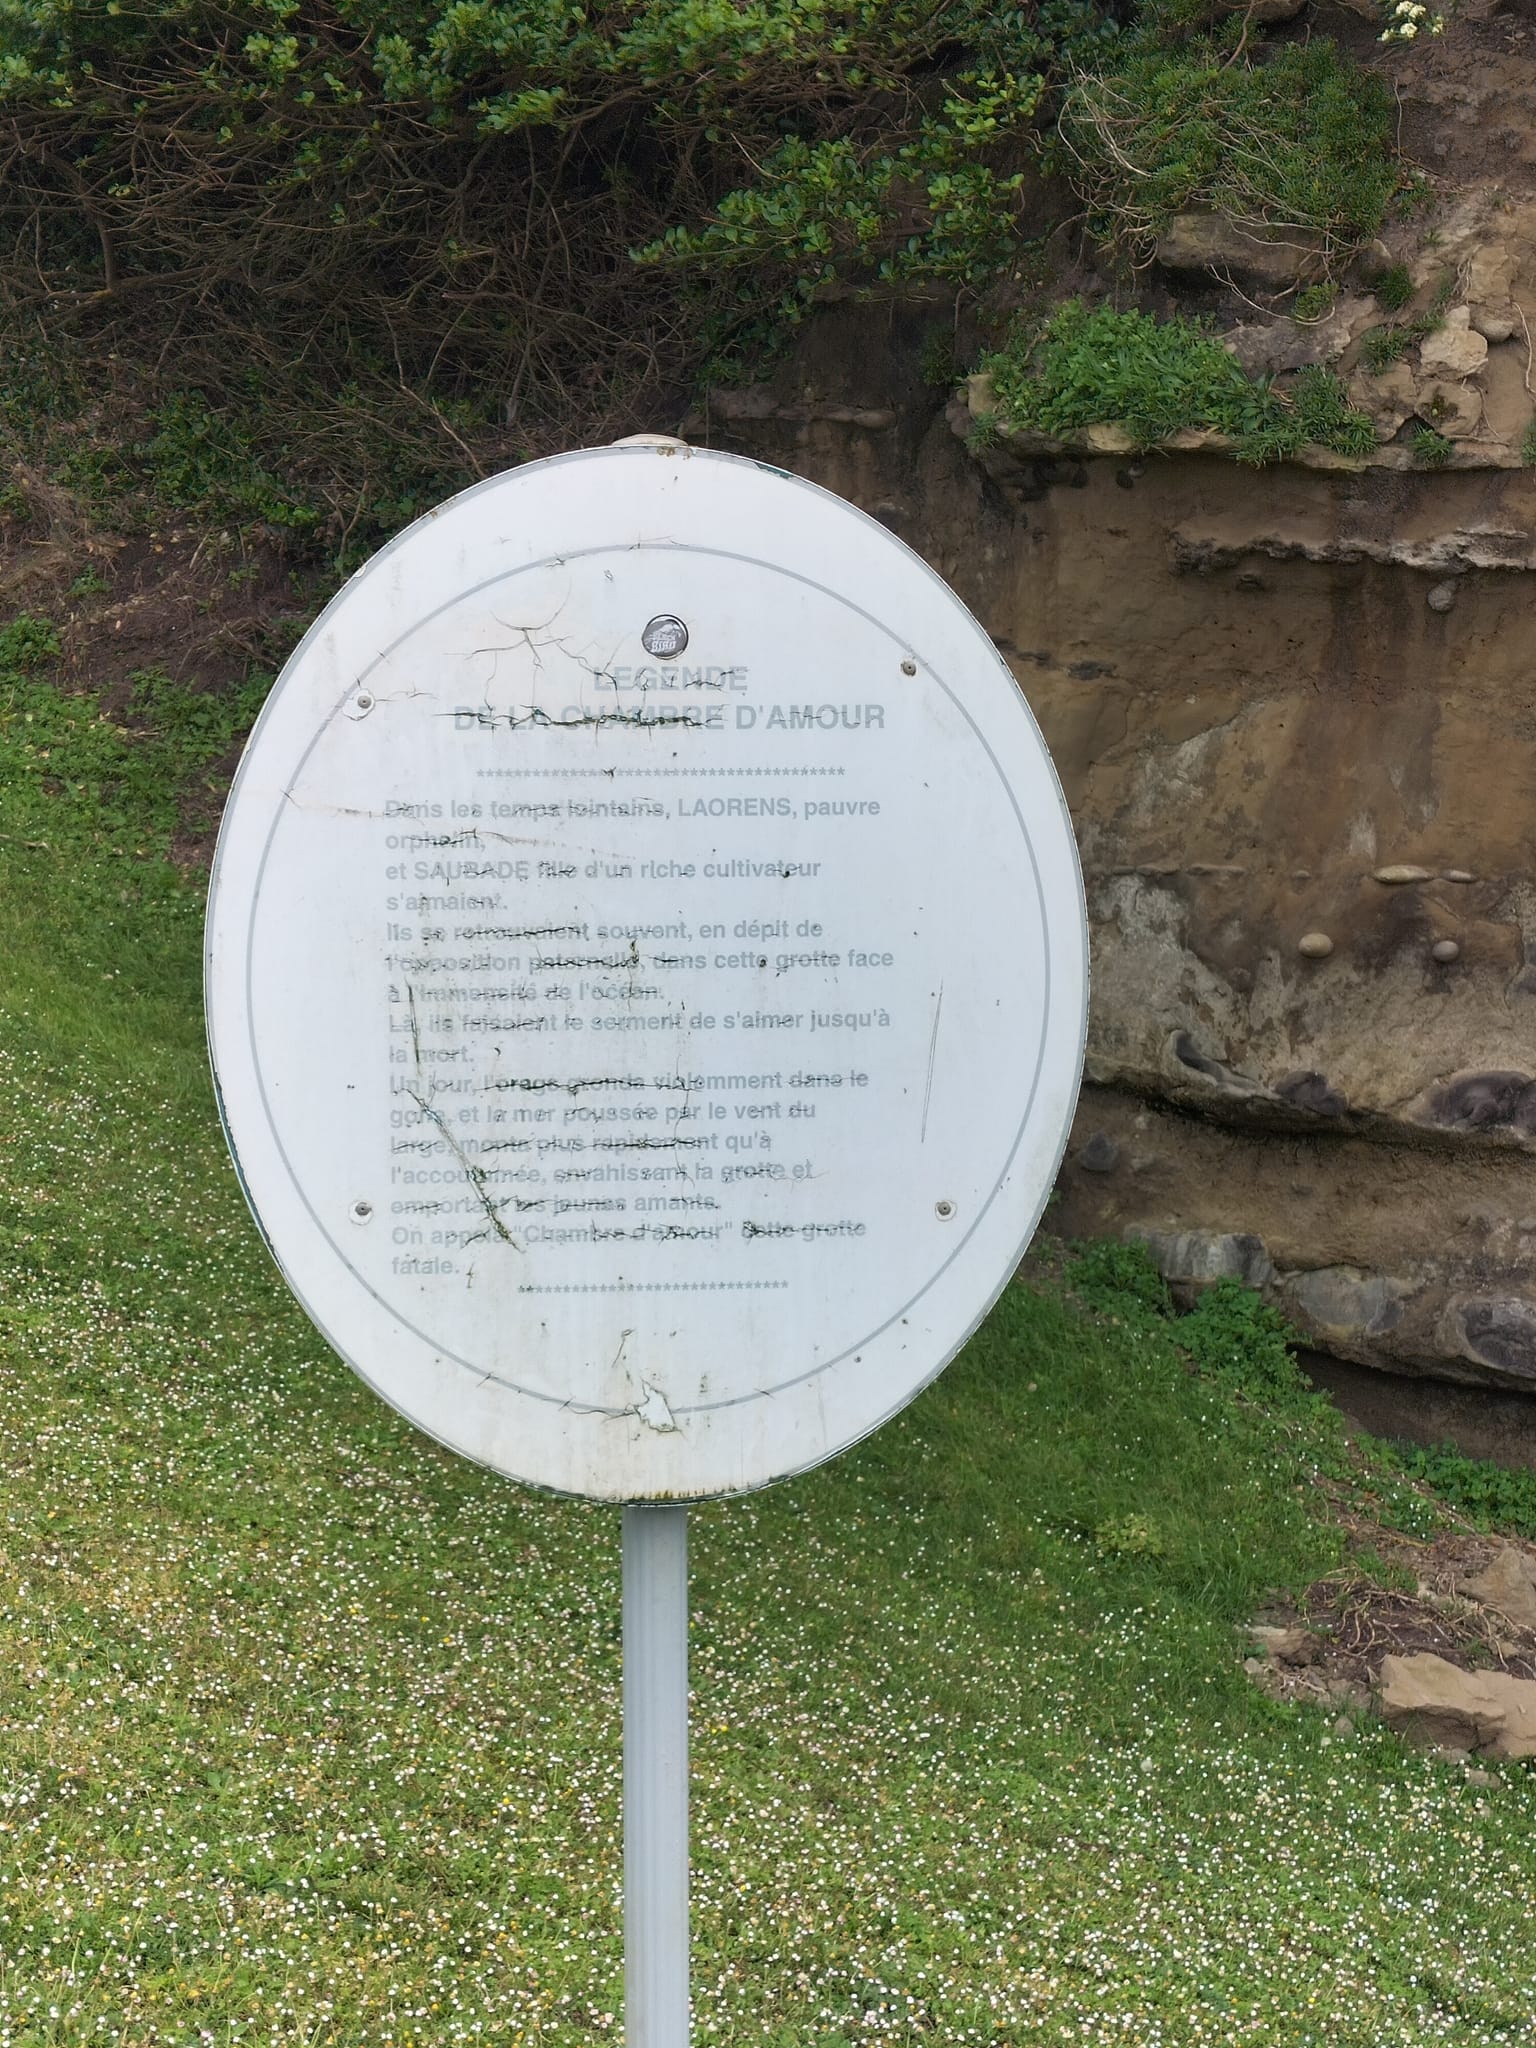 LEGENDE
DE LA CHAMBRE D'AMOUR
Dans les temps lointains, LAORENS, pauvre
orphelin,
et SAUBADE fille d'un riche cultivateur
s'aimaient.
Ils se retrouvaient souvent, en dépit de
l'opposition paternelle, dans cette grotte face
à l'immensité de l'océan.
Là, ils faisaient le serment de s'aimer jusqu'à
la mort.
Un jour, l'orage gronda violemment dans le
golfe, et la mer poussée par le vent du
large, monta plus rapidement qu'à
l'accoutumée, envahissant la grotte et
emportant les jeunes amants.
On appela "Chambre d'amour" cette grotte
fatale.